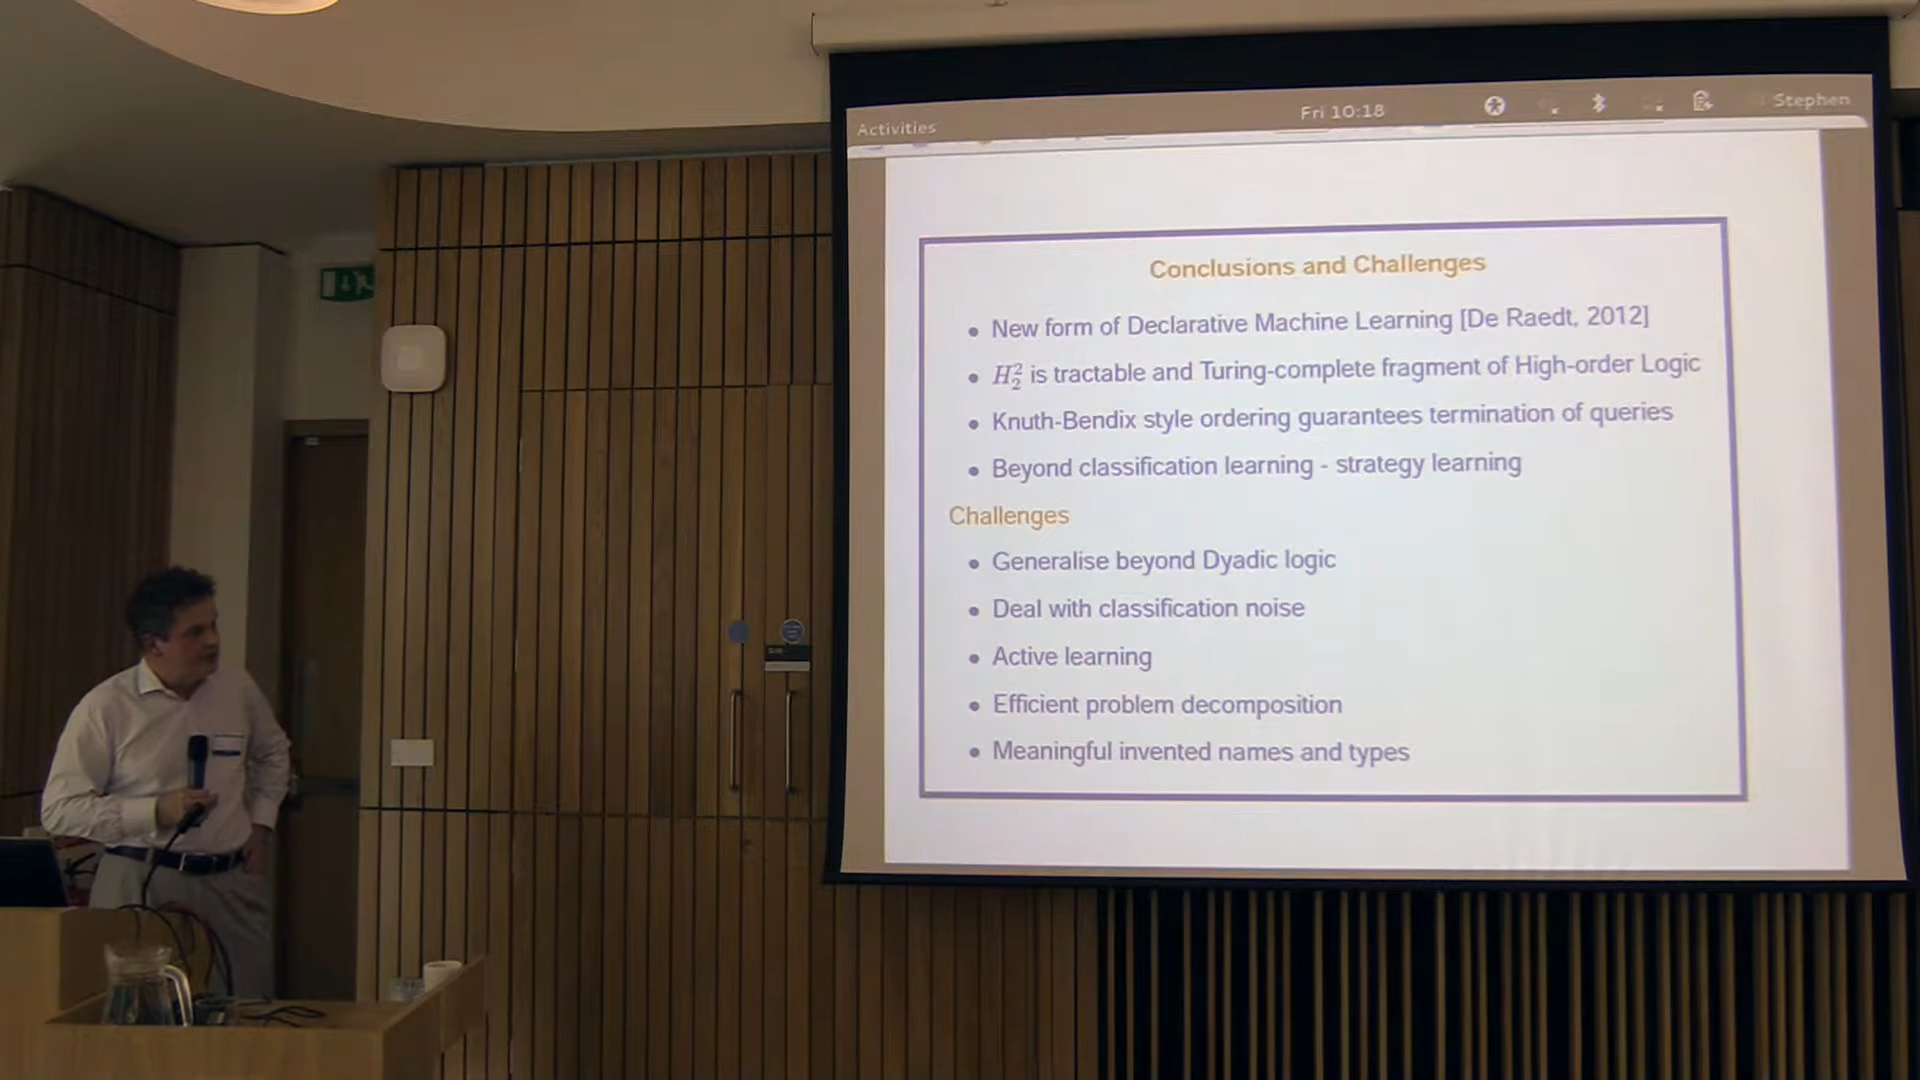 Activities
Fri 10:18
Stephen
Conclusions and Challenges
• New form of Declarative Machine Learning [De Raedt, 2012]
• H₂² is tractable and Turing-complete fragment of High-order Logic
• Knuth-Bendix style ordering guarantees termination of queries
• Beyond classification learning - strategy learning
Challenges
• Generalise beyond Dyadic logic
• Deal with classification noise
• Active learning
• Efficient problem decomposition
• Meaningful invented names and types